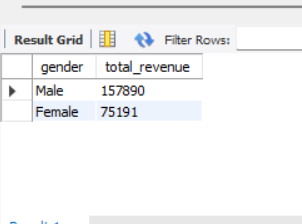 Result Grid Filter Rows:
gender total_revenue
Male 157890
Female 75191